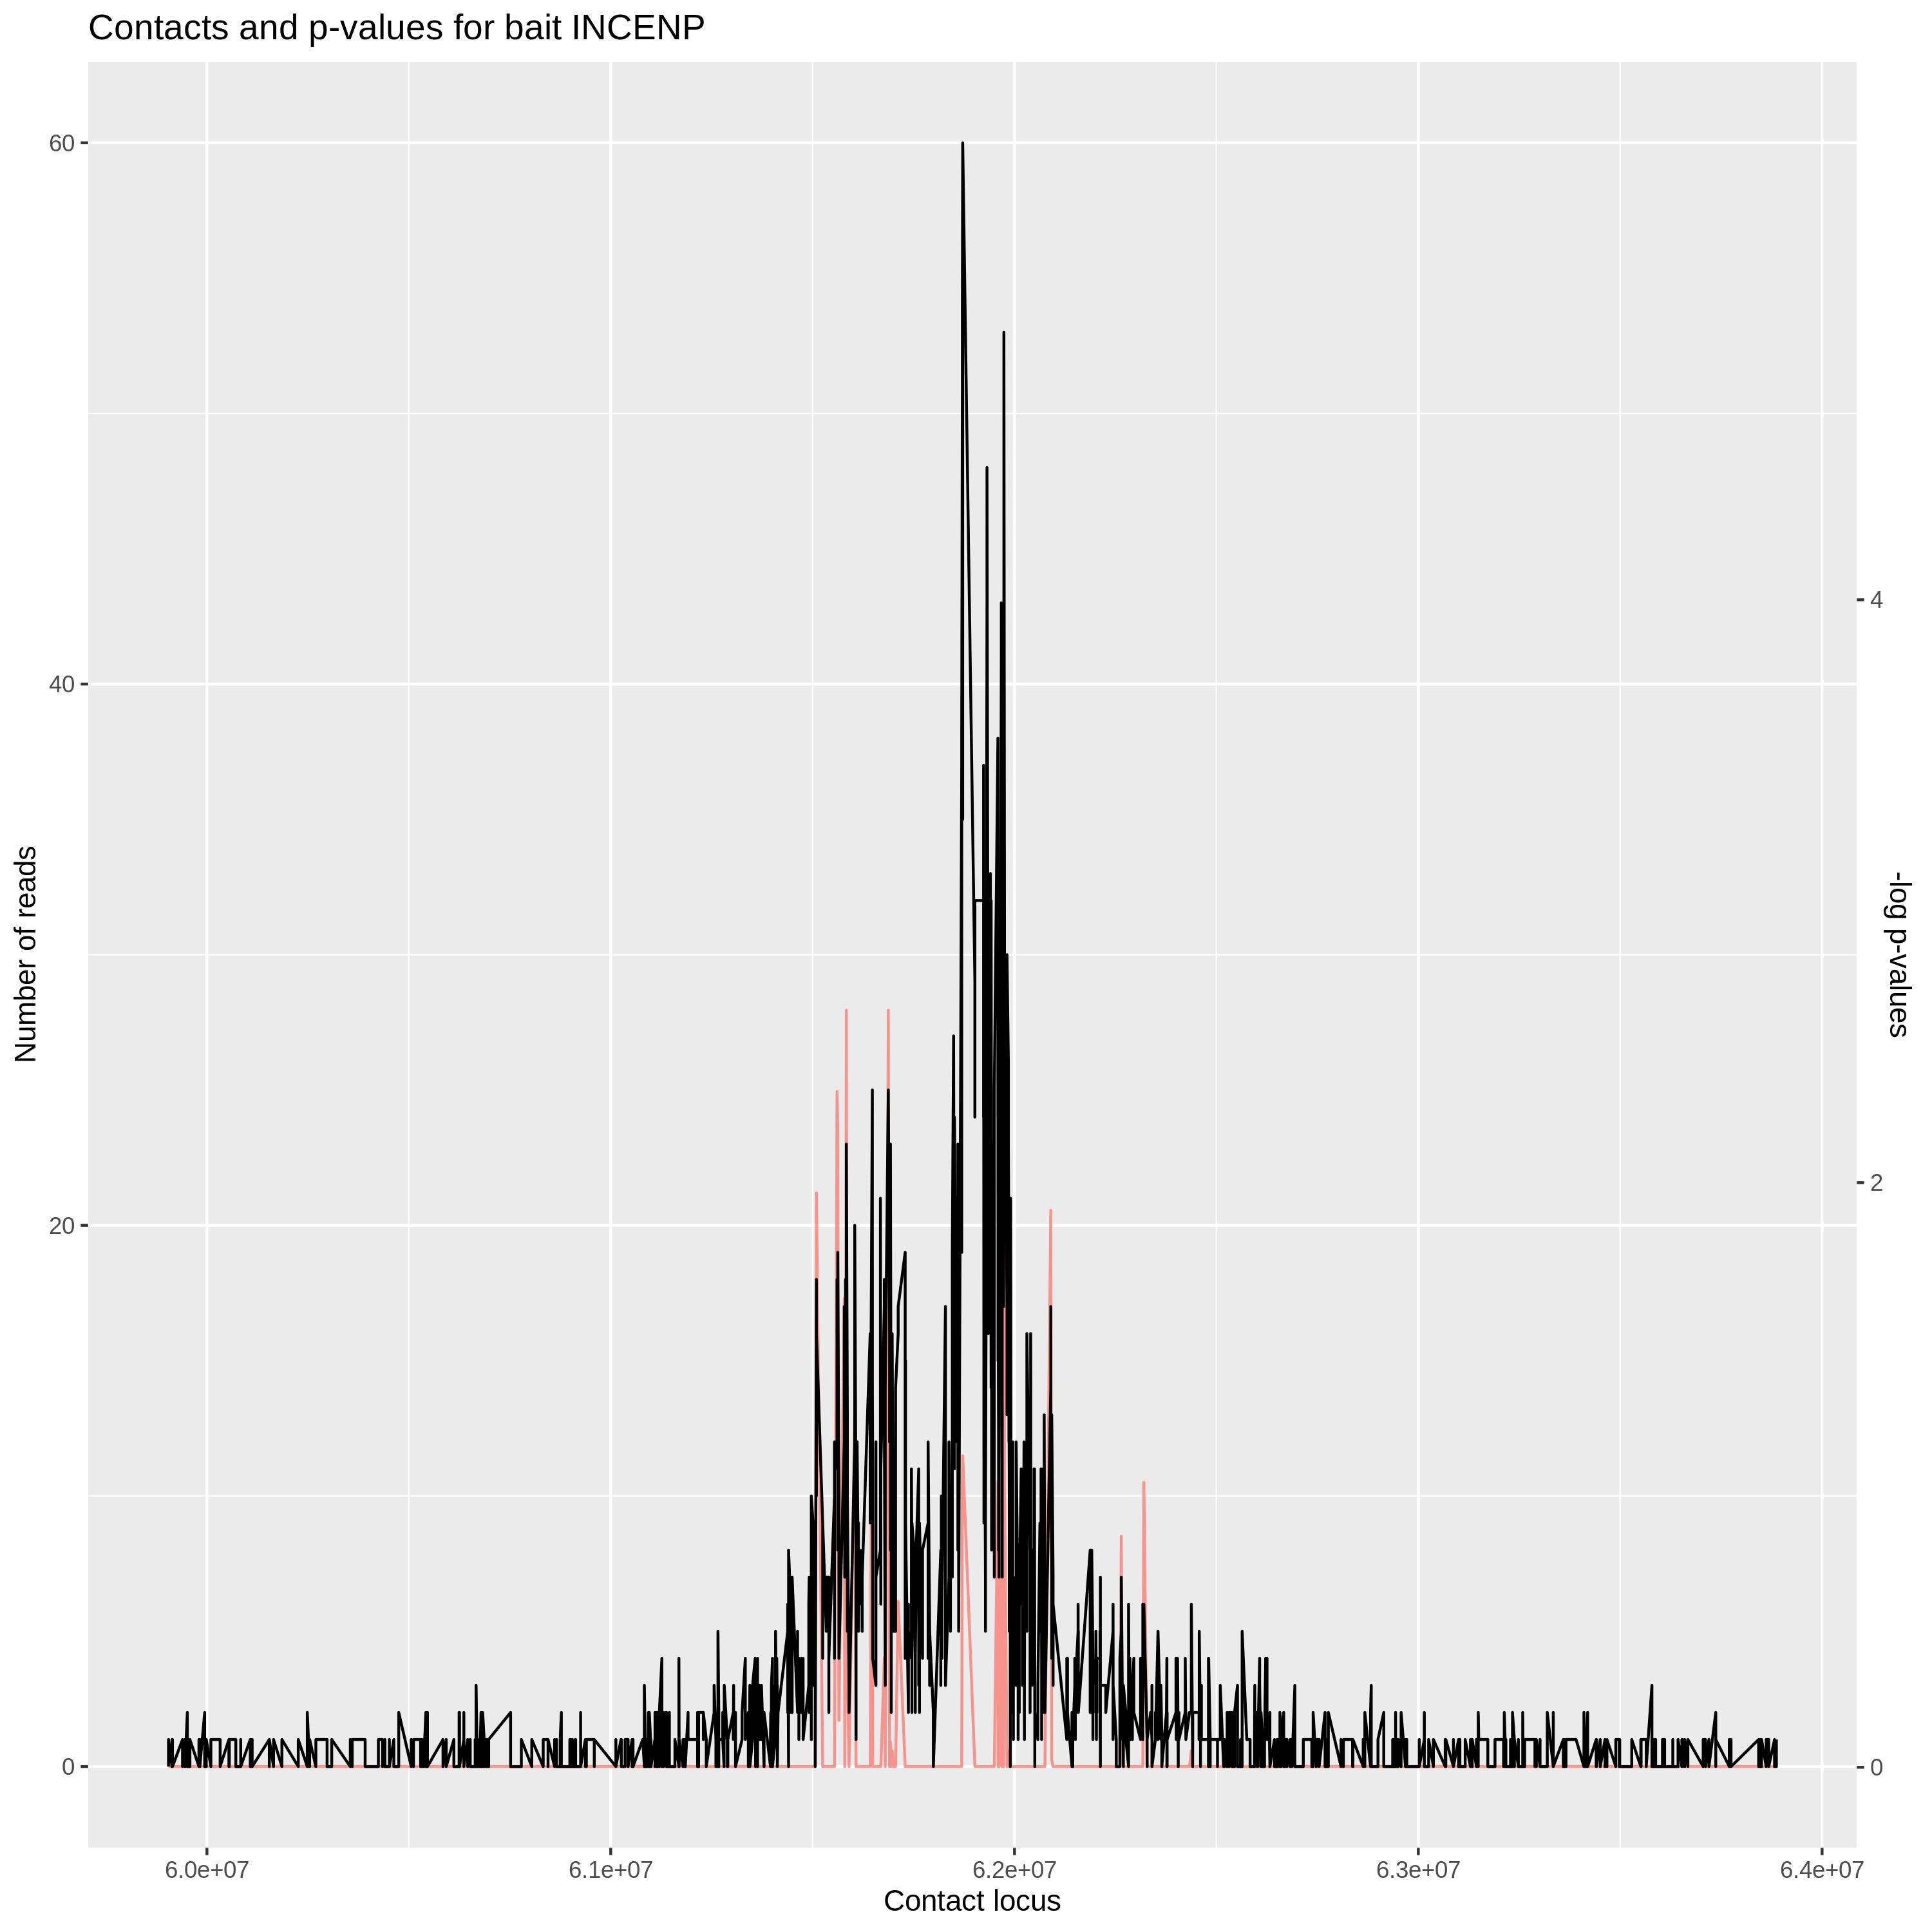 Contacts and p-values for bait INCENP
60
40
20
0
Number of reads
4
2
0
-log p-values
6.0e+07
6.1e+07
6.2e+07
6.3e+07
6.4e+07
Contact locus